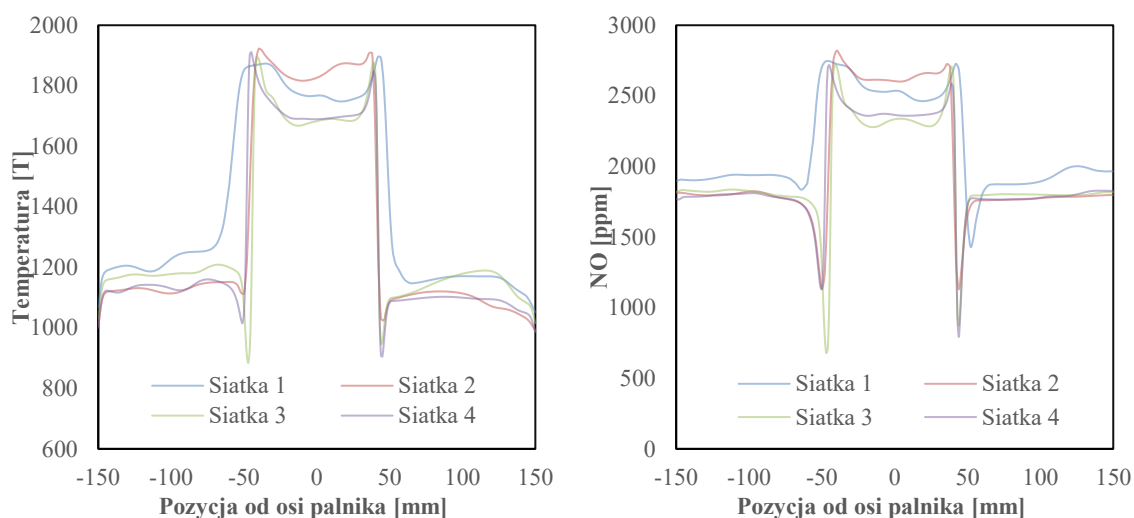 2000
1800
1600
1400
1200
1000
800
600
Temperatura [T]
-150 -100 -50 0 50 100 150
Pozycja od osi palnika [mm]
Siatka 1 Siatka 2
Siatka 3 Siatka 4
3000
2500
2000
1500
1000
500
0
NO [ppm]
-150 -100 -50 0 50 100 150
Pozycja od osi palnika [mm]
Siatka 1 Siatka 2
Siatka 3 Siatka 4